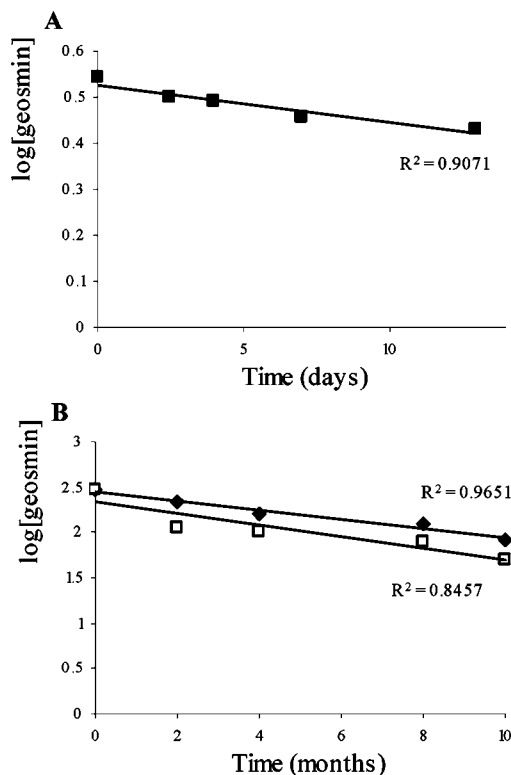 A
0.6
0.5
0.4
0.3
0.2
0.1
0
log[geosmin]
R² = 0.9071
0 5 10
Time (days)
B
3
2.5
2
1.5
1
0.5
0
log[geosmin]
R² = 0.9651
R² = 0.8457
0 2 4 6 8 10
Time (months)